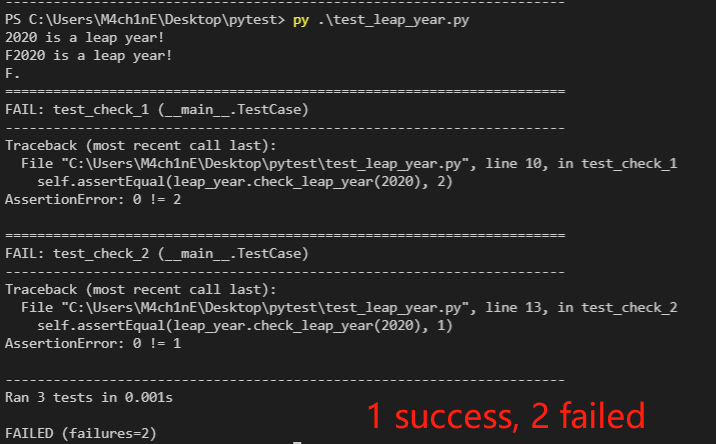 ----------------------------------------------------------------------
PS C:\Users\M4ch1nE\Desktop\pytest> py .\test_leap_year.py
2020 is a leap year!
F2020 is a leap year!
F.
======================================================================
FAIL: test_check_1 (__main__.TestCase)
----------------------------------------------------------------------
Traceback (most recent call last):
  File "C:\Users\M4ch1nE\Desktop\pytest\test_leap_year.py", line 10, in test_check_1
    self.assertEqual(leap_year.check_leap_year(2020), 2)
AssertionError: 0 != 2

======================================================================
FAIL: test_check_2 (__main__.TestCase)
----------------------------------------------------------------------
Traceback (most recent call last):
  File "C:\Users\M4ch1nE\Desktop\pytest\test_leap_year.py", line 13, in test_check_2
    self.assertEqual(leap_year.check_leap_year(2020), 1)
AssertionError: 0 != 1

----------------------------------------------------------------------
Ran 3 tests in 0.001s
1 success, 2 failed
FAILED (failures=2)